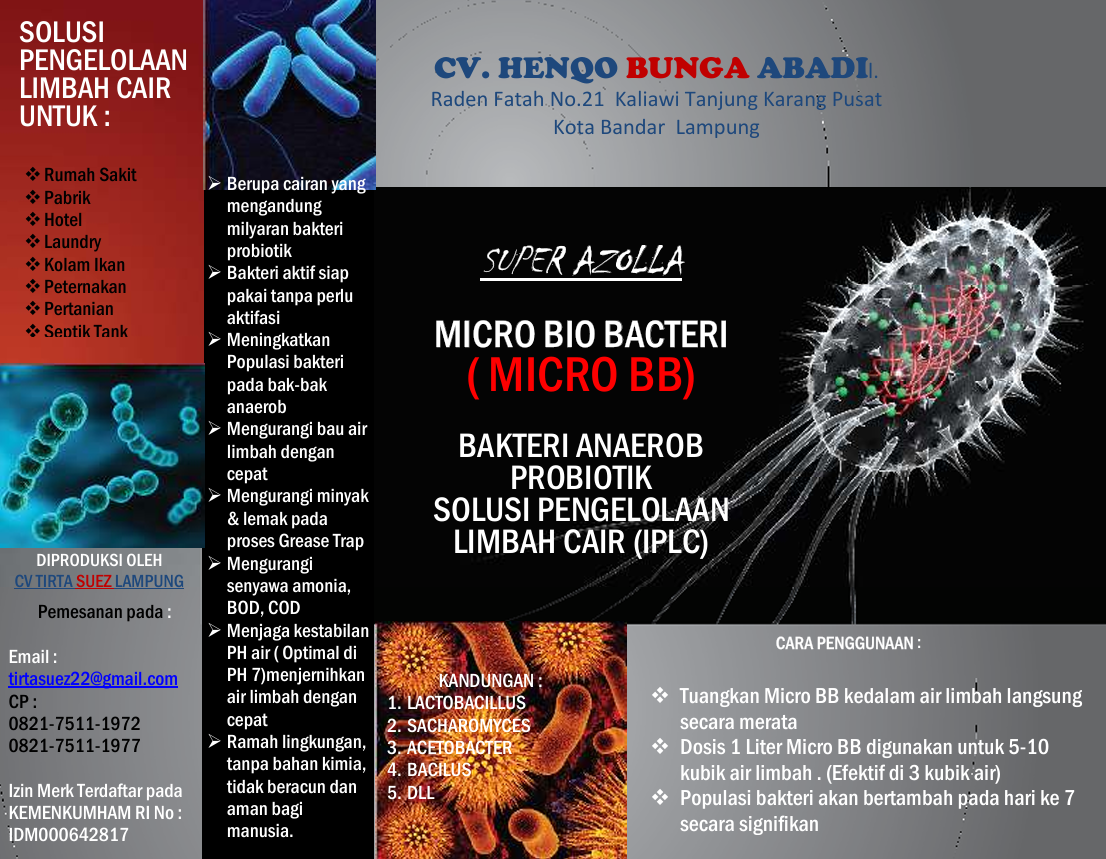 SOLUSI
PENGELOLAAN
LIMBAH CAIR
UNTUK :
❖ Rumah Sakit
❖ Pabrik
❖ Hotel
❖ Laundry
❖ Kolam Ikan
❖ Peternakan
❖ Pertanian
❖ Septik Tank
DIPRODUKSI OLEH
CV TIRTA SUEZ LAMPUNG
Pemesanan pada :
Email :
tirtasuez22@gmail.com
CP :
0821-7511-1972
0821-7511-1977
Izin Merk Terdaftar pada
KEMENKUMHAM RI No :
IDM000642817
➢ Berupa cairan yang
mengandung
milyaran bakteri
probiotik
➢ Bakteri aktif siap
pakai tanpa perlu
aktifasi
➢ Meningkatkan
Populasi bakteri
pada bak-bak
anaerob
➢ Mengurangi bau air
limbah dengan
cepat
➢ Mengurangi minyak
& lemak pada
proses Grease Trap
➢ Mengurangi
senyawa amonia,
BOD, COD
➢ Menjaga kestabilan
PH air ( Optimal di
PH 7)menjernihkan
air limbah dengan
cepat
➢ Ramah lingkungan,
tanpa bahan kimia,
tidak beracun dan
aman bagi
manusia.
CV. HENQO BUNGA ABADI.
Raden Fatah No.21 Kaliawi Tanjung Karang Pusat
Kota Bandar Lampung
SUPER AZOLLA
MICRO BIO BACTERI
( MICRO BB)
BAKTERI ANAEROB
PROBIOTIK
SOLUSI PENGELOLAAN
LIMBAH CAIR (IPLC)
KANDUNGAN :
1. LACTOBACILLUS
2. SACHAROMYCES
3. ACETOBACTER
4. BACILUS
5. DLL
CARA PENGGUNAAN :
❖ Tuangkan Micro BB kedalam air limbah langsung
secara merata
❖ Dosis 1 Liter Micro BB digunakan untuk 5-10
kubik air limbah . (Efektif di 3 kubik air)
❖ Populasi bakteri akan bertambah pada hari ke 7
secara signifikan